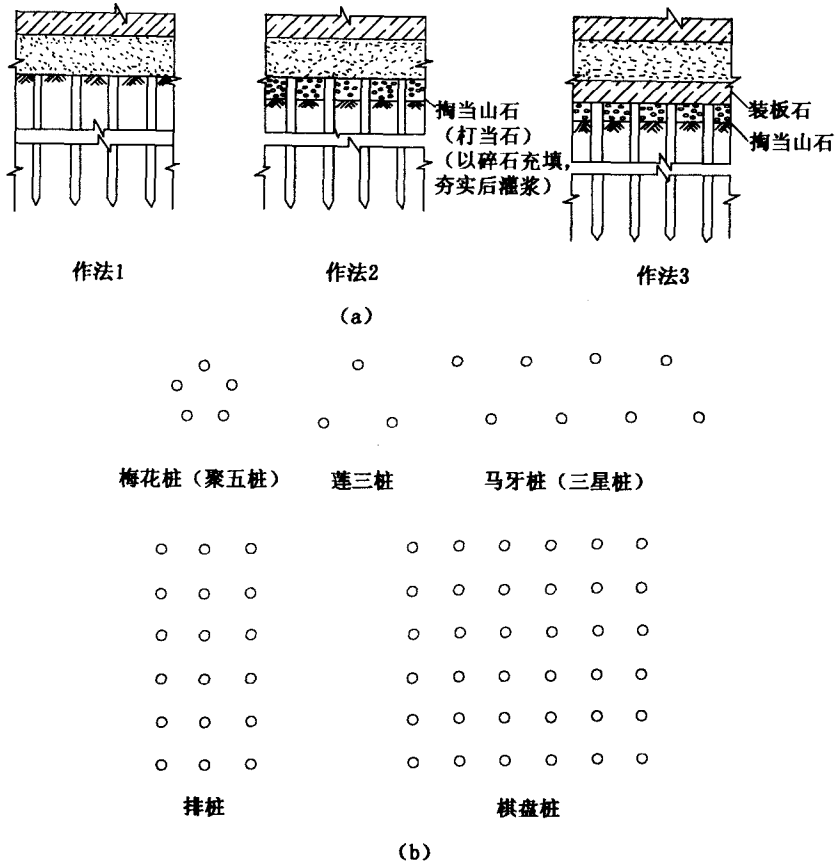 掏当山石
（杠当石）
（以碎石充填，
夯实后灌浆）
装板石
掏当山石
作法1
作法2
作法3
(a)
梅花桩（聚五桩）
莲三桩
马牙桩（三星桩）
排桩
棋盘桩
(b)